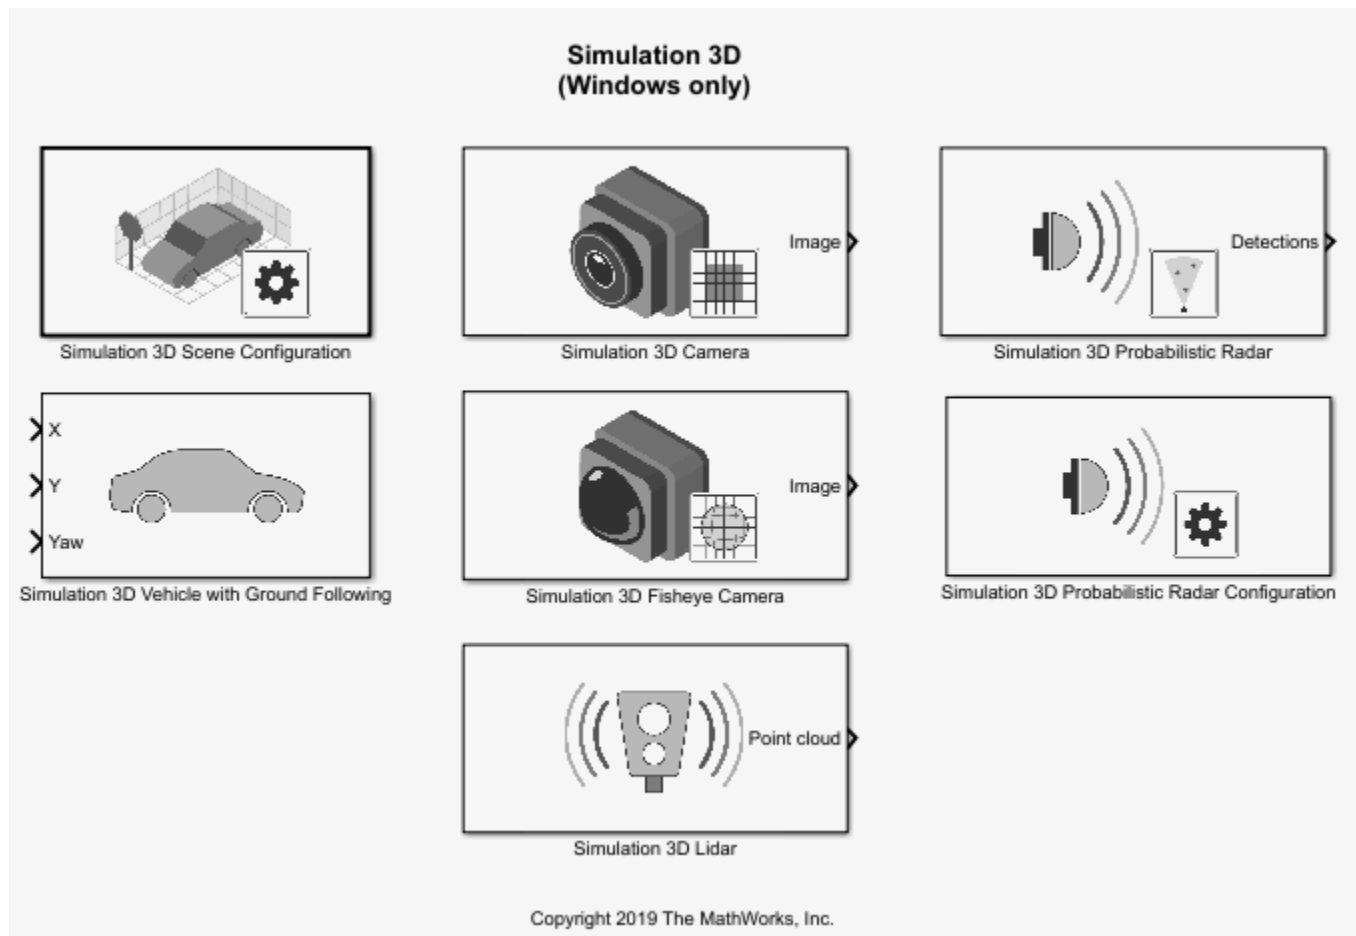 Simulation 3D
(Windows only)
Simulation 3D Scene Configuration
Image
Simulation 3D Camera
Detections
Simulation 3D Probabilistic Radar
X
Y
Yaw
Simulation 3D Vehicle with Ground Following
Image
Simulation 3D Fisheye Camera
Simulation 3D Probabilistic Radar Configuration
Point cloud
Simulation 3D Lidar
Copyright 2019 The MathWorks, Inc.